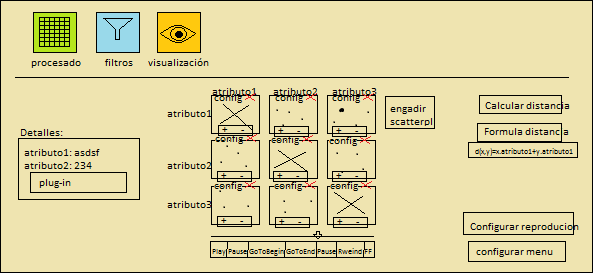 procesado filtros visualización
atributo1 atributo2 atributo3
config config config
atributo1
+ - + - + -
engadir
scatterpl
Calcular distancia
Formula distancia
d(x,y)=x.atributo1+y.atributo1
Detalles:
atributo1: asdsf
atributo2: 234
plug-in
config config config
atributo2
+ - + - + -
config config config
atributo3
+ - + - + -
Play Pause GoToBegin GoToEnd Pause Rweind FF
Configurar reproducion
configurar menu